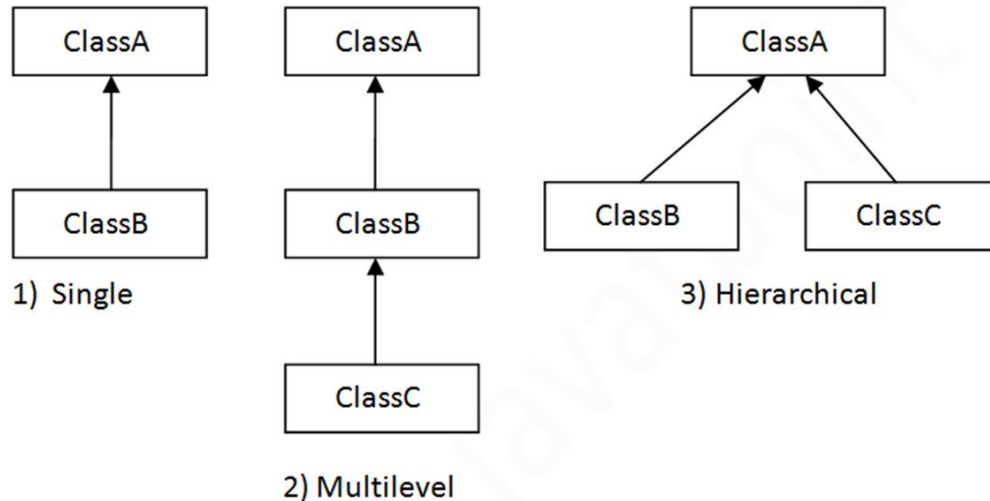 ClassA
ClassB
1) Single
ClassA
ClassB
ClassC
2) Multilevel
ClassA
ClassB
ClassC
3) Hierarchical